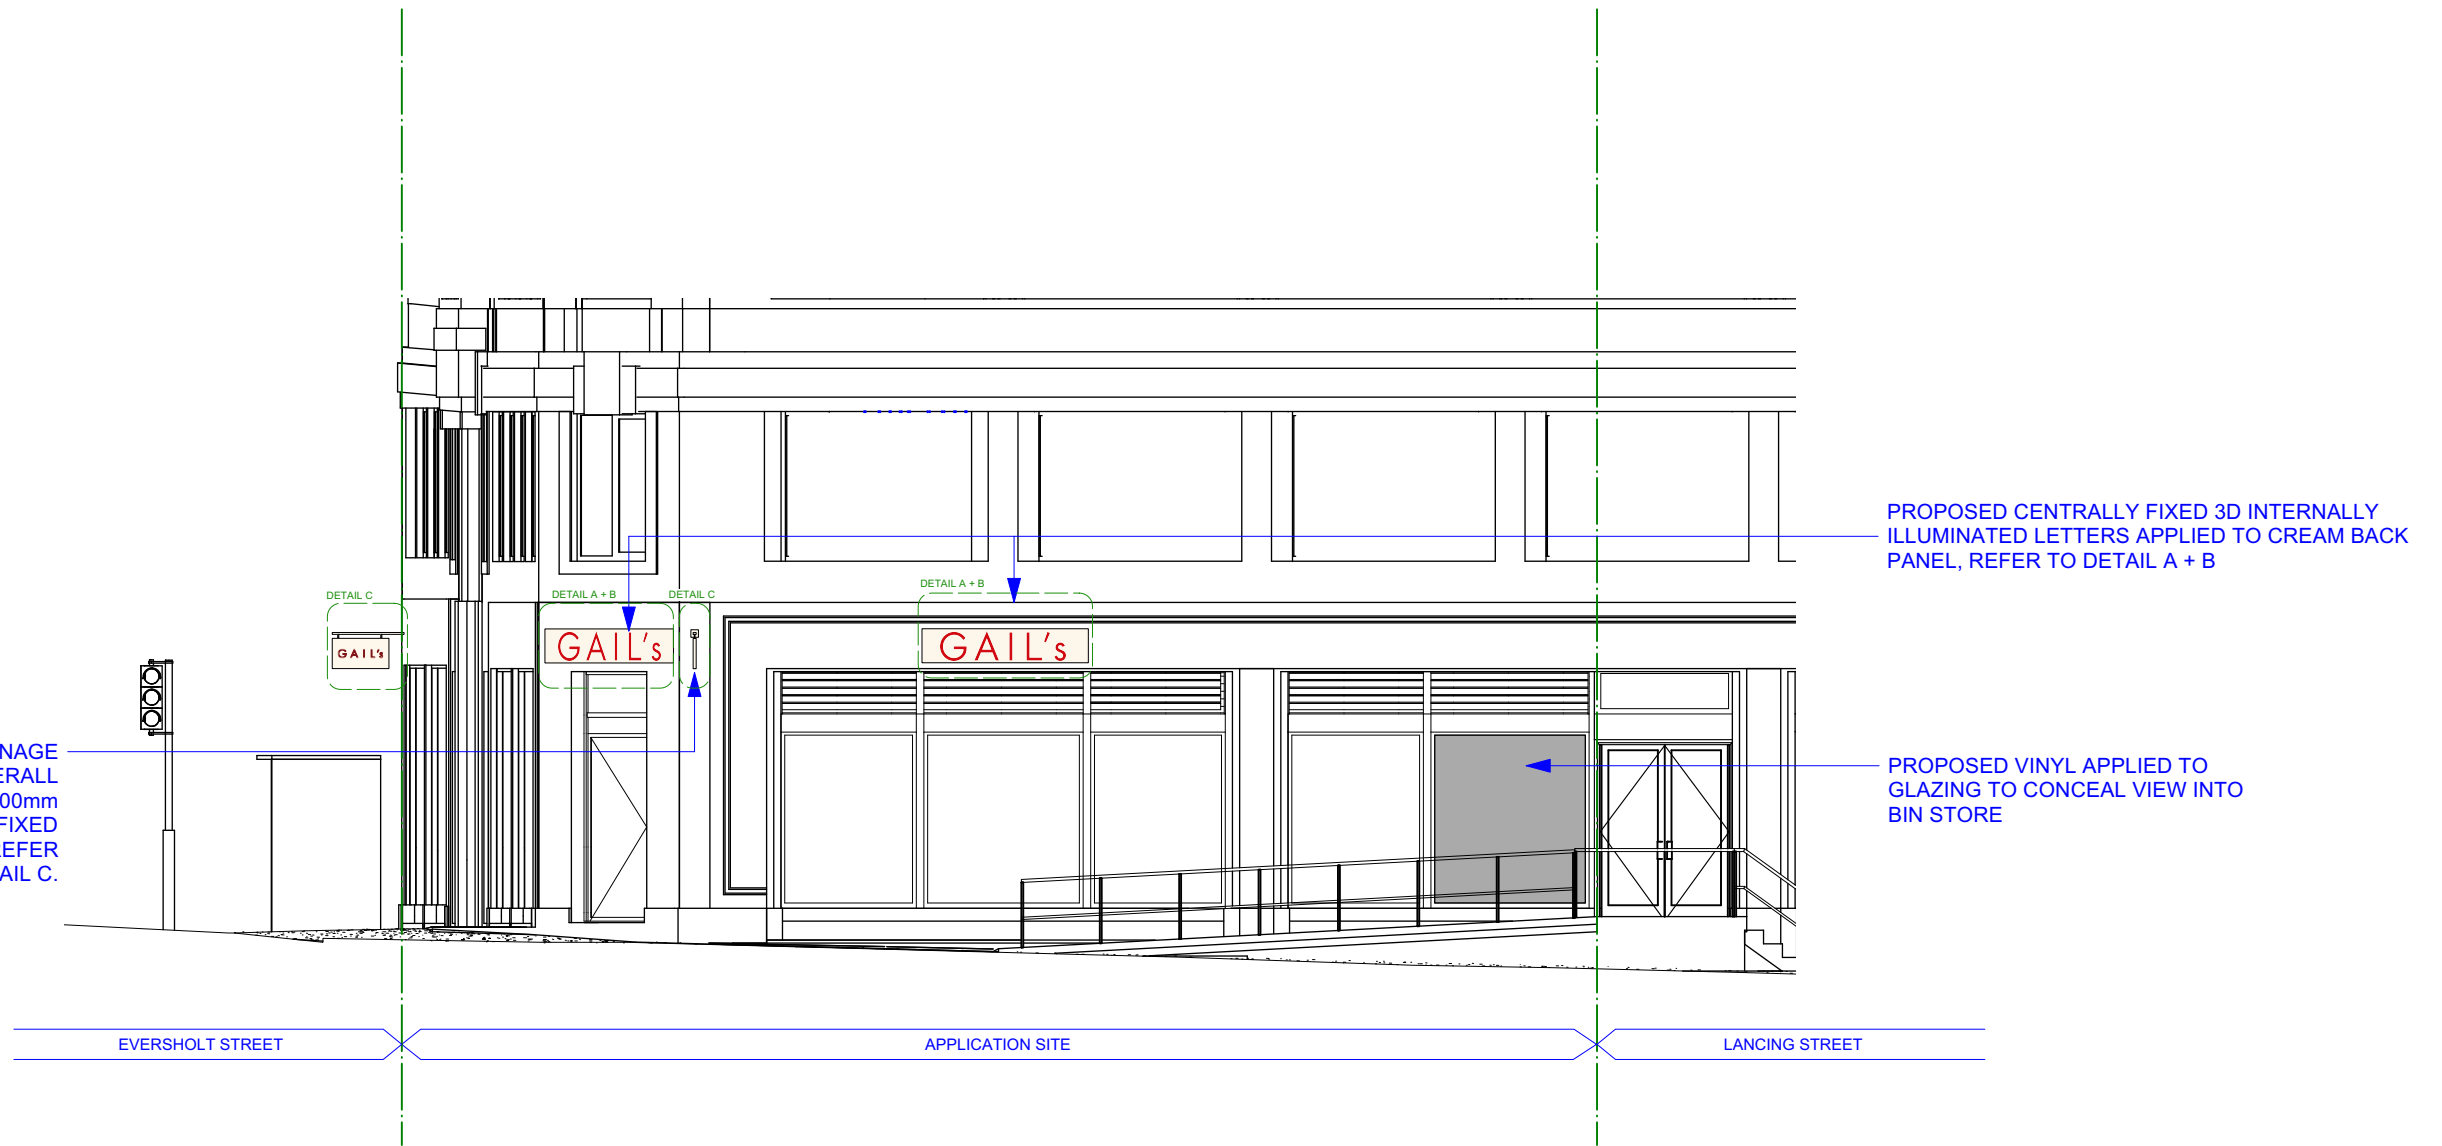 PROPOSED CENTRALLY FIXED 3D INTERNALLY
ILLUMINATED LETTERS APPLIED TO CREAM BACK
PANEL, REFER TO DETAIL A + B
DETAIL C
DETAIL A + B
DETAIL C
DETAIL A + B
GAIL's
GAIL's
GAIL's
NAGE
ERALL
00mm
FIXED
EFER
AIL C.
PROPOSED VINYL APPLIED TO
GLAZING TO CONCEAL VIEW INTO
BIN STORE
EVERSHOLT STREET
APPLICATION SITE
LANCING STREET